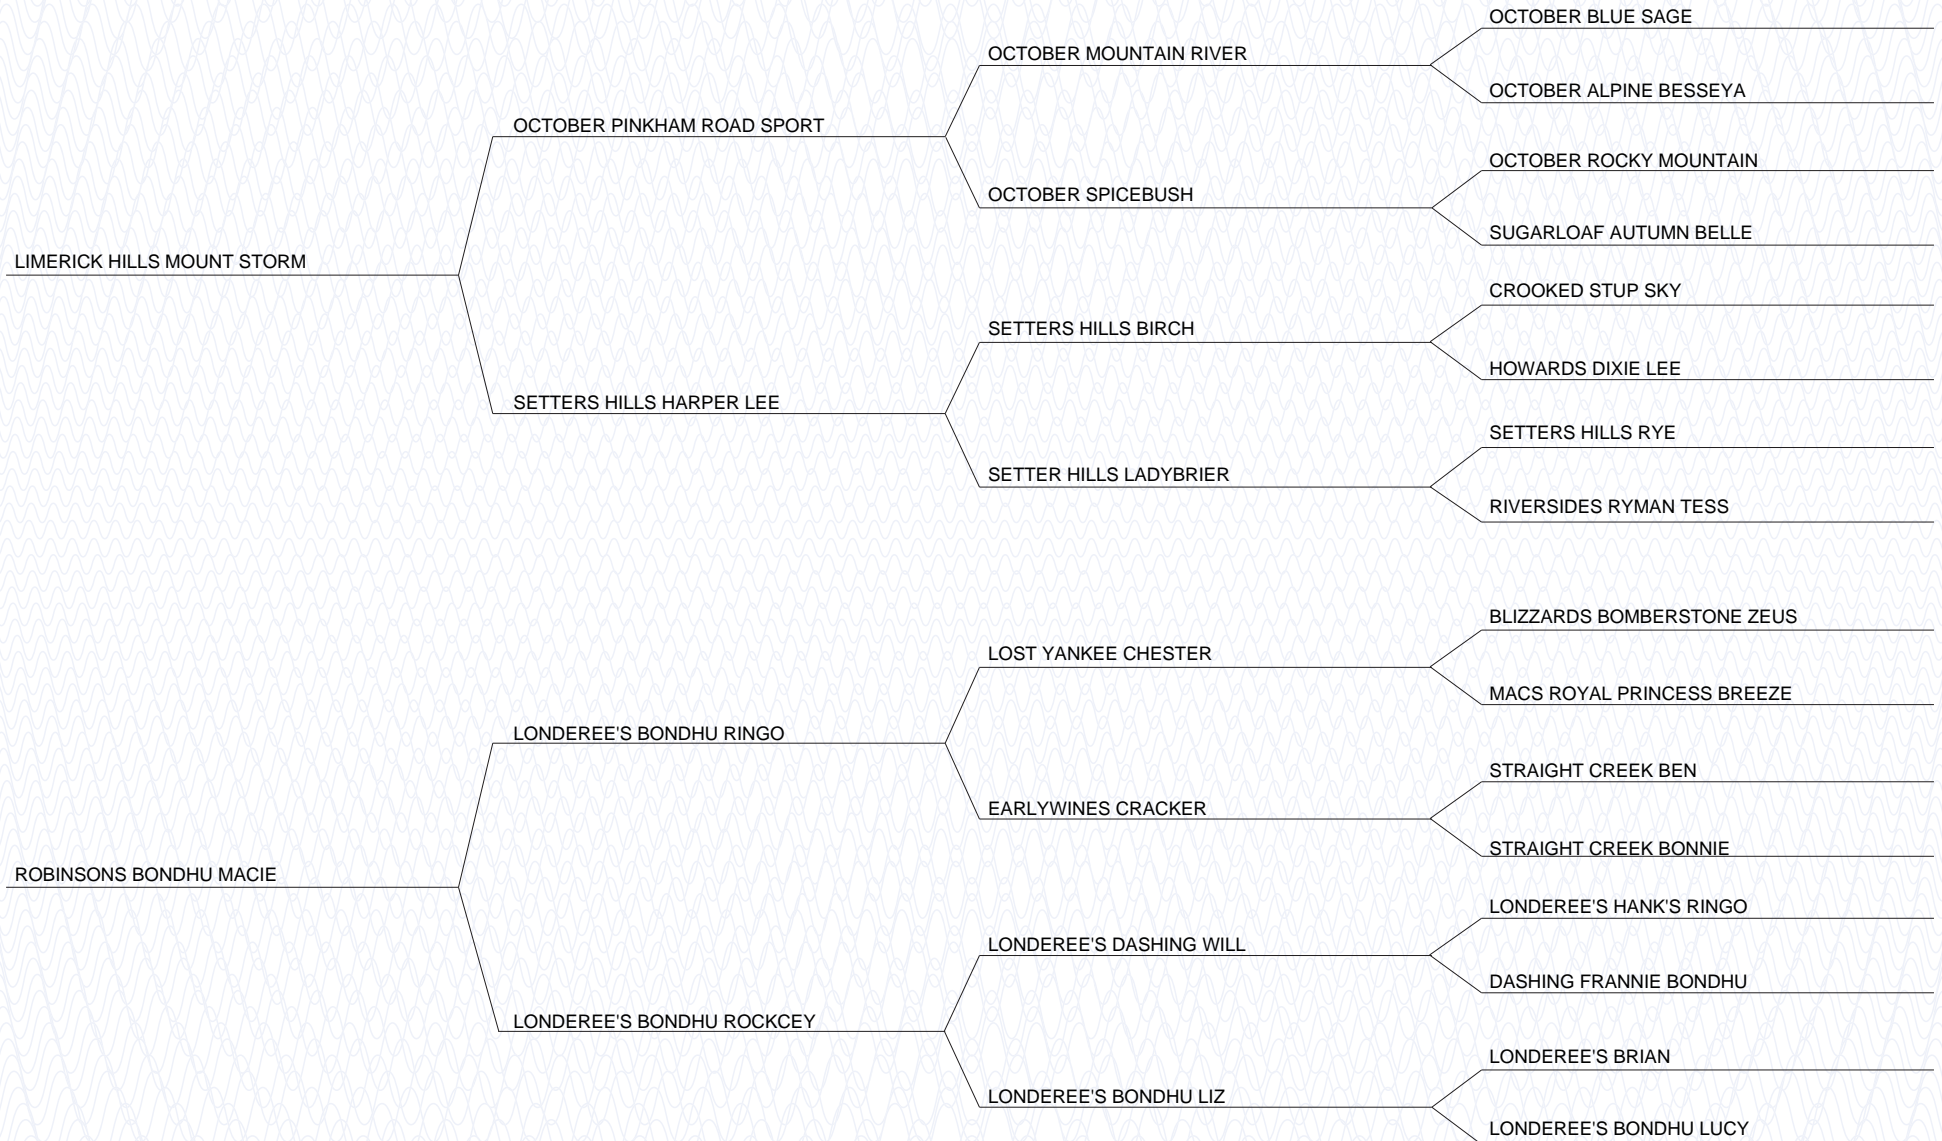 OCTOBER BLUE SAGE
OCTOBER MOUNTAIN RIVER
OCTOBER ALPINE BESSEYA
OCTOBER PINKHAM ROAD SPORT
OCTOBER ROCKY MOUNTAIN
OCTOBER SPICEBUSH
SUGARLOAF AUTUMN BELLE
LIMERICK HILLS MOUNT STORM
CROOKED STUP SKY
SETTERS HILLS BIRCH
HOWARDS DIXIE LEE
SETTERS HILLS HARPER LEE
SETTERS HILLS RYE
SETTER HILLS LADYBRIER
RIVERSIDES RYMAN TESS
BLIZZARDS BOMBERSTONE ZEUS
LOST YANKEE CHESTER
MACS ROYAL PRINCESS BREEZE
LONDEREE'S BONDHU RINGO
STRAIGHT CREEK BEN
EARLYWINES CRACKER
STRAIGHT CREEK BONNIE
ROBINSONS BONDHU MACIE
LONDEREE'S HANK'S RINGO
LONDEREE'S DASHING WILL
DASHING FRANNIE BONDHU
LONDEREE'S BONDHU ROCKCEY
LONDEREE'S BRIAN
LONDEREE'S BONDHU LIZ
LONDEREE'S BONDHU LUCY